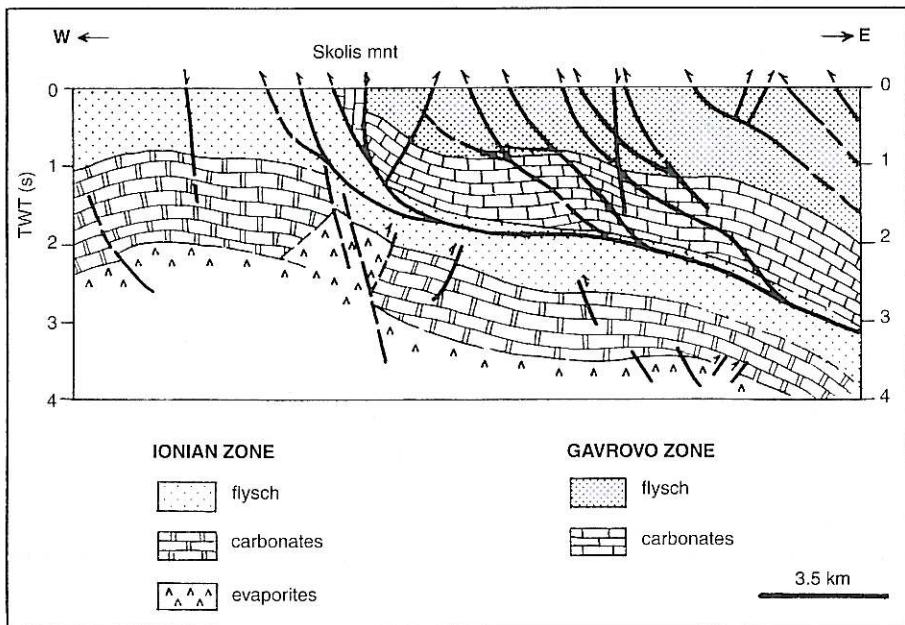 W ← → E
Skolis mnt
0 0
1 1
TWT (s)
2 2
3 3
4 4
IONIAN ZONE GAVROVO ZONE
flysch flysch
carbonates carbonates
evaporites
3.5 km